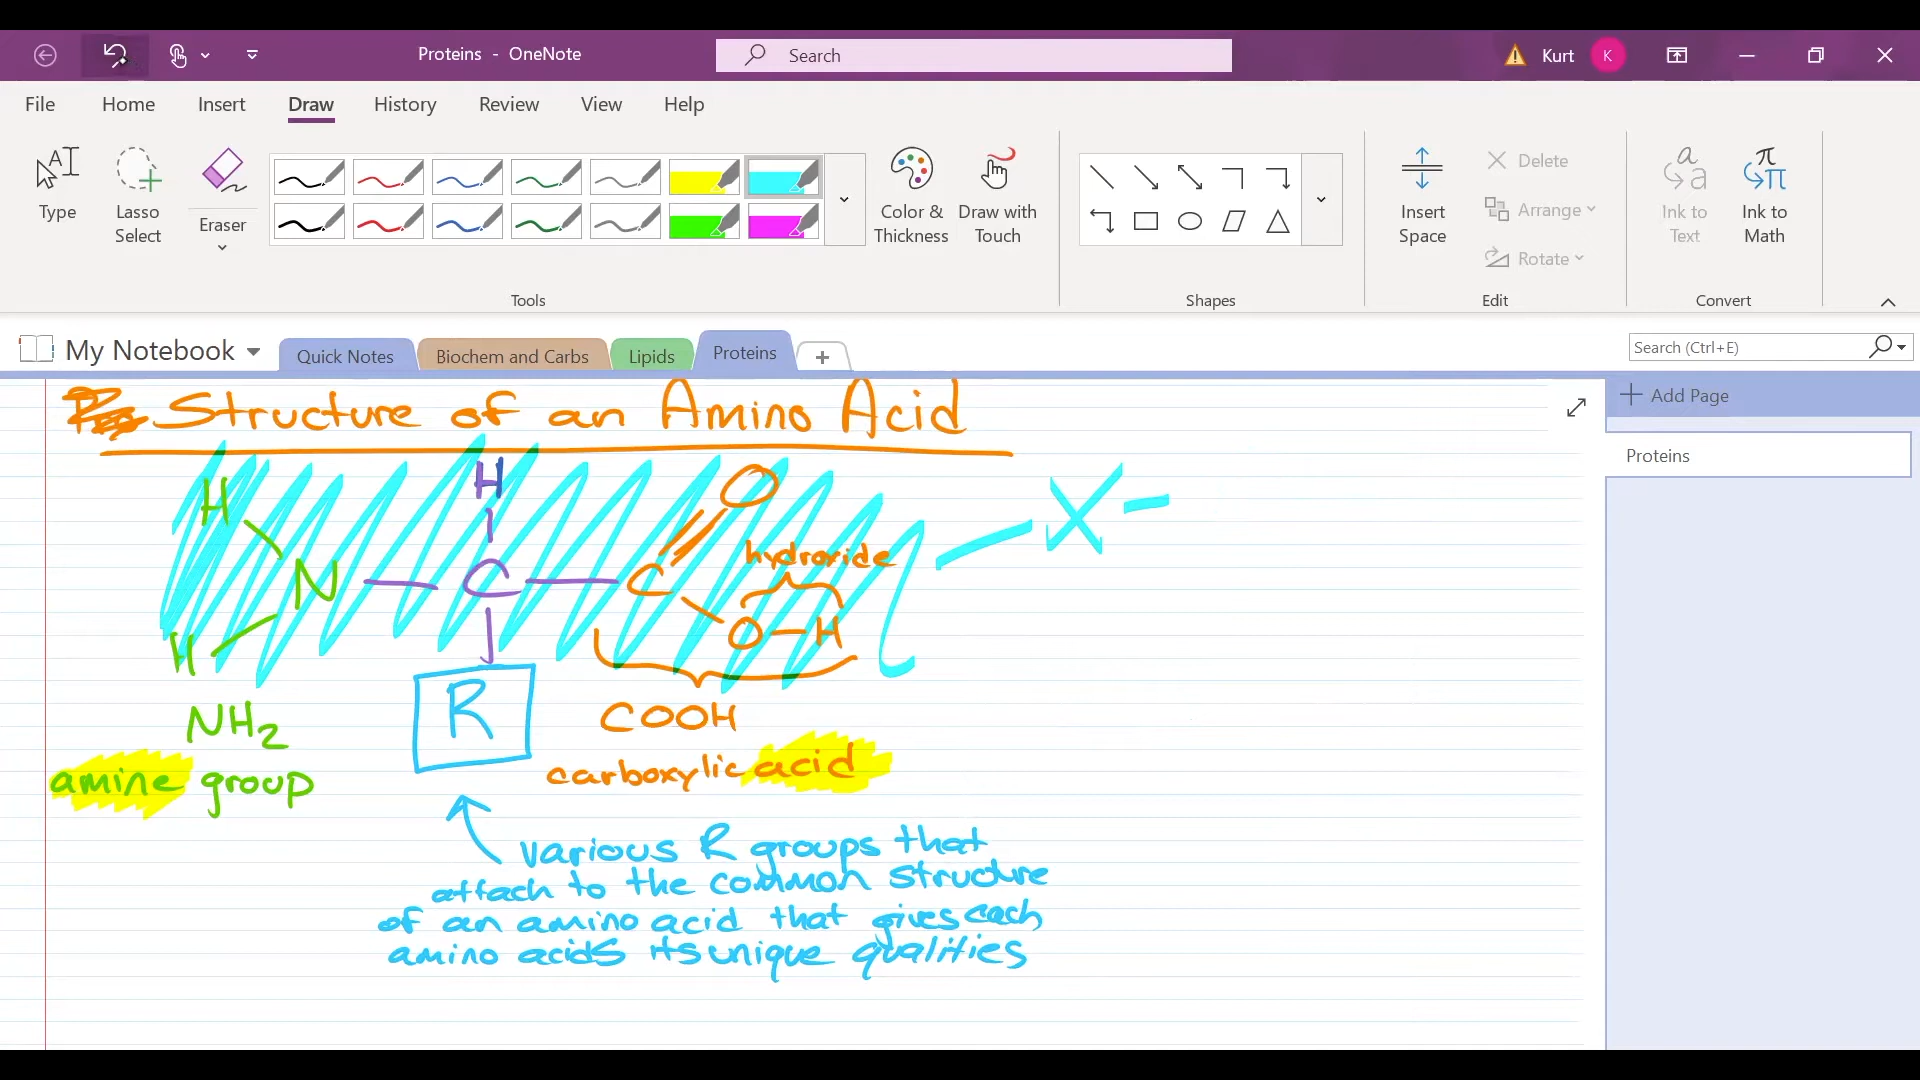 Proteins - OneNote
Search
Kurt
K
File Home Insert Draw History Review View Help
Type
Lasso Select
Eraser
Color & Thickness
Draw with Touch
Insert Space
Delete
Arrange
Rotate
Ink to Text
Ink to Math
Tools
Shapes
Edit
Convert
My Notebook
Quick Notes
Biochem and Carbs
Lipids
Proteins
+
Search (Ctrl+E)
Add Page
Proteins
Structure of an Amino Acid
H
H
O
X
hydroxide
N
C
C
O-H
H
R
NH2
COOH
amine group
carboxylic acid
various R groups that
attach to the common structure
of an amino acid that gives each
amino acids its unique qualities